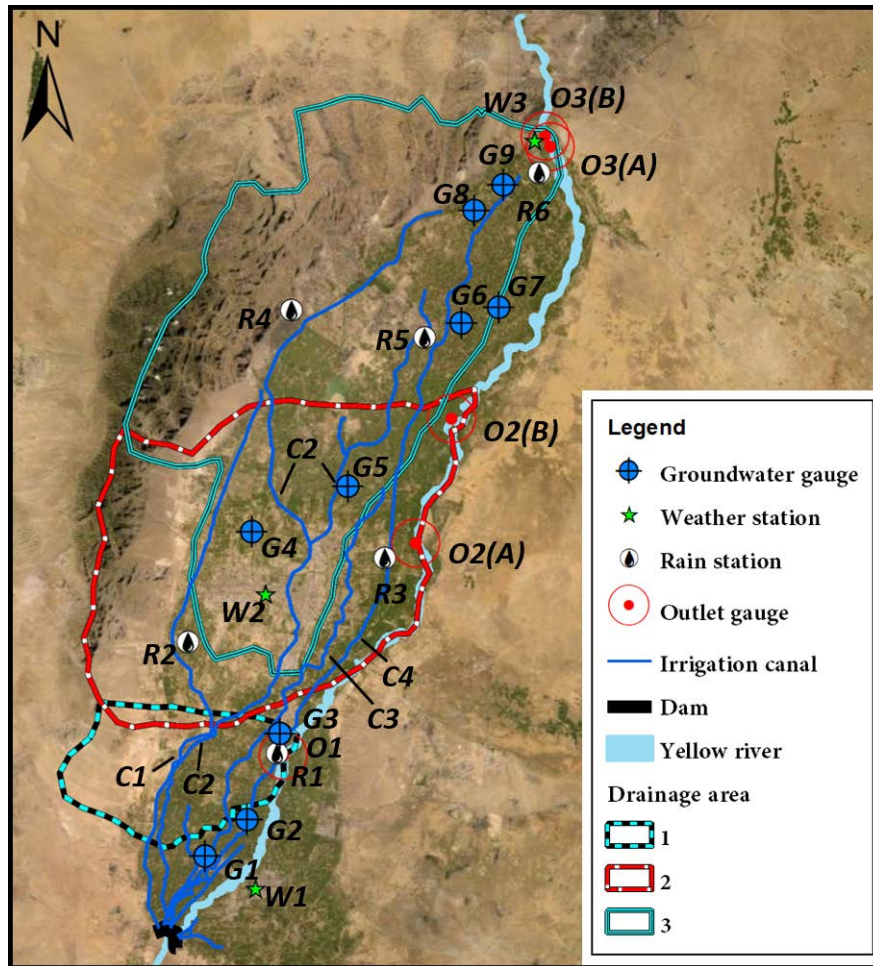 N
W3
O3(B)
G9
O3(A)
G8
R6
G7
R4
G6
R5
O2(B)
C2
G5
G4
O2(A)
W2
R3
R2
C4
C3
G3
O1
C1
C2
R1
G2
G1
W1
Legend
Groundwater gauge
Weather station
Rain station
Outlet gauge
Irrigation canal
Dam
Yellow river
Drainage area
1
2
3